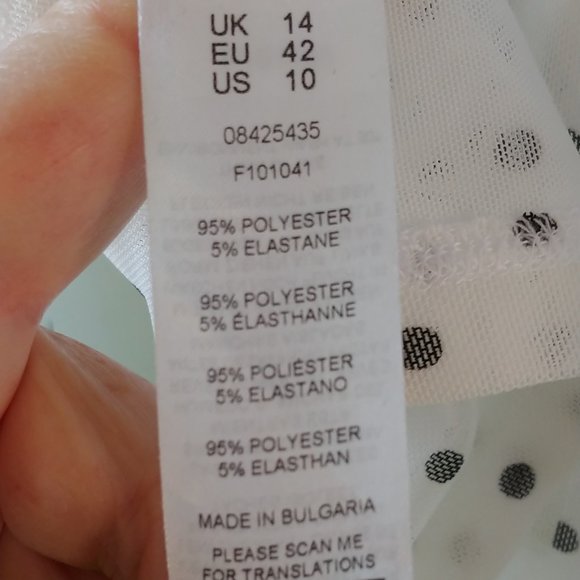 UK 14
EU 42
US 10
08425435
F101041
95% POLYESTER
5% ELASTANE
95% POLYESTER
5% ÉLASTHANNE
95% POLIÉSTER
5% ELASTANO
95% POLYESTER
5% ELASTHAN
MADE IN BULGARIA
PLEASE SCAN ME
FOR TRANSLATIONS